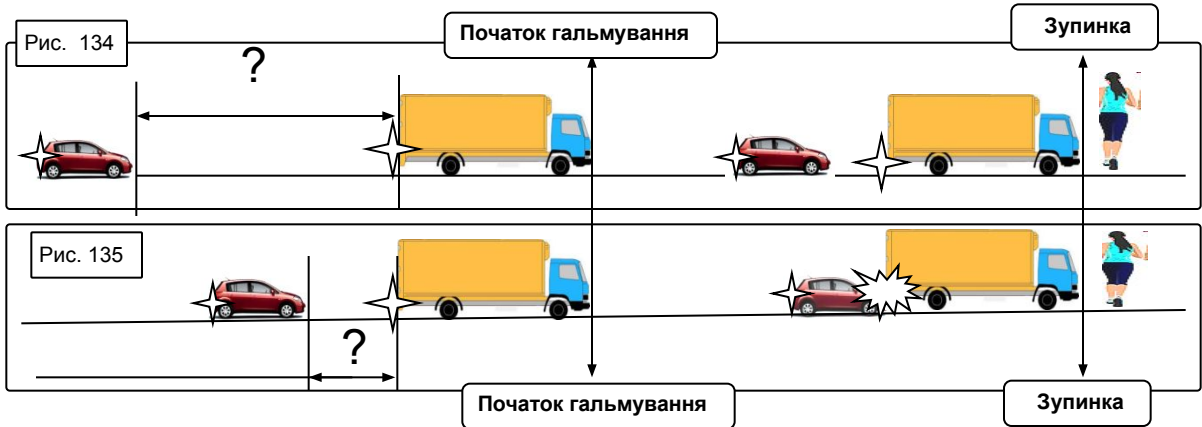 Початок гальмування
Зупинка
Рис. 134
?
Рис. 135
?
Початок гальмування
Зупинка